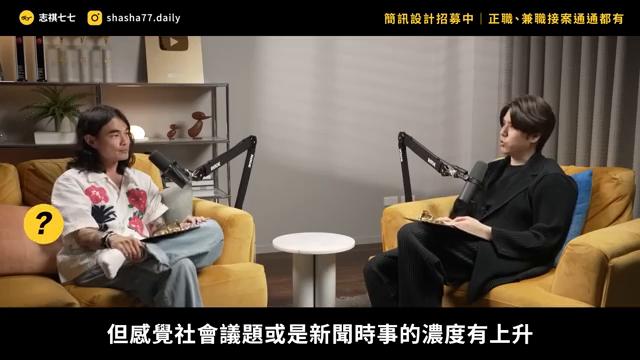 志祺七七
shasha77.daily
簡訊設計招募中｜正職、兼職接案通通都有
?
但感覺社會議題或是新聞時事的濃度有上升